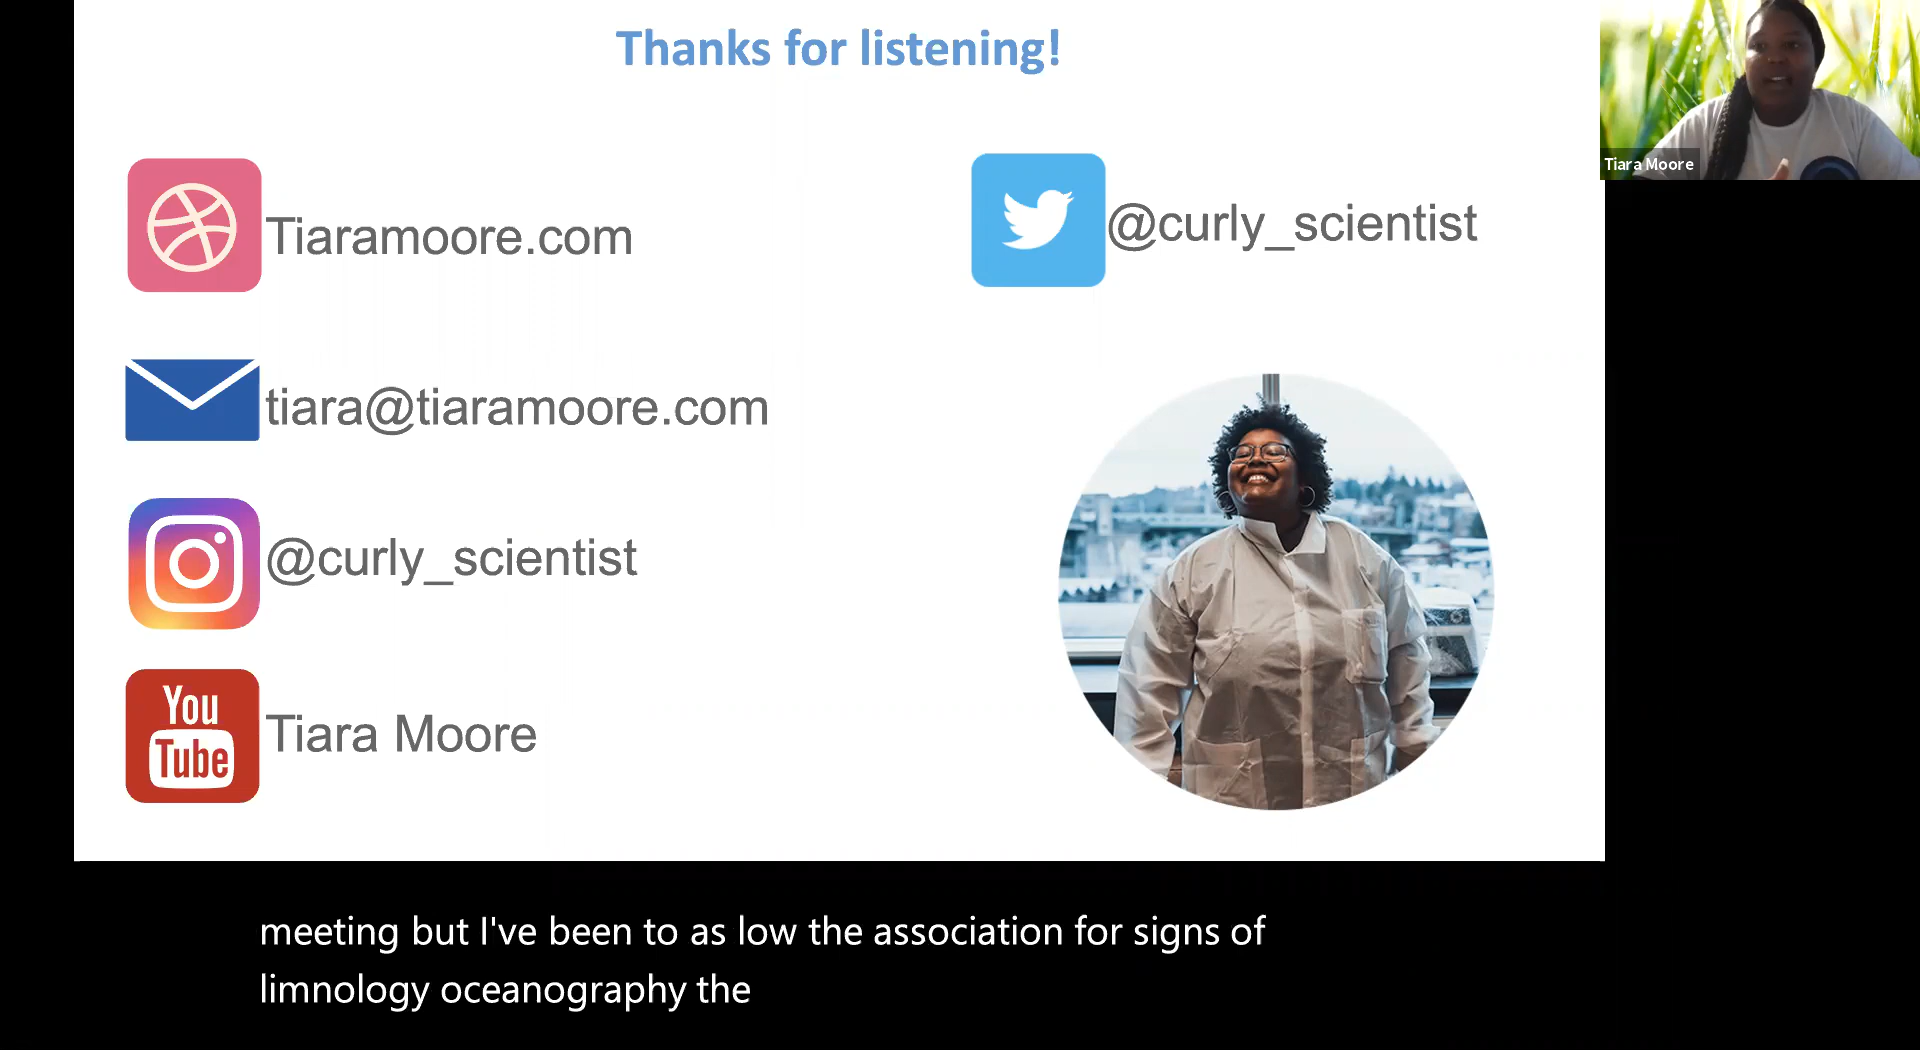 Thanks for listening!
Tiaramoore.com
@curly_scientist
tiara@tiaramoore.com
@curly_scientist
You
Tube
Tiara Moore
Tiara Moore
meeting but I've been to as low the association for signs of
limnology oceanography the